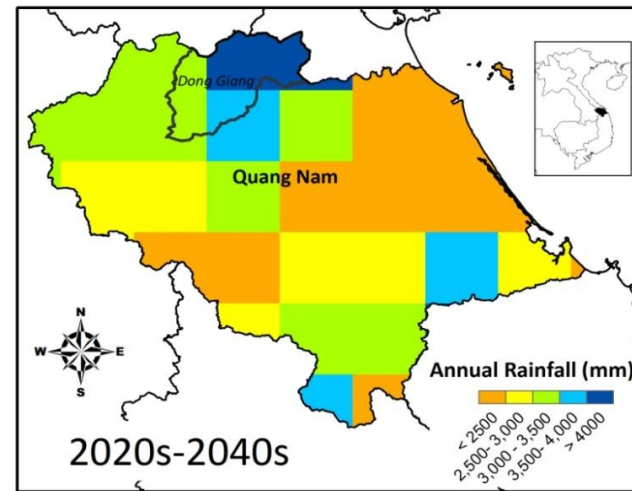 Dong Giang
Quang Nam
N
W E
S
Annual Rainfall (mm)
< 2500
2,500- 3,000
3,000 - 3,500
3,500- 4,000
> 4000
2020s-2040s